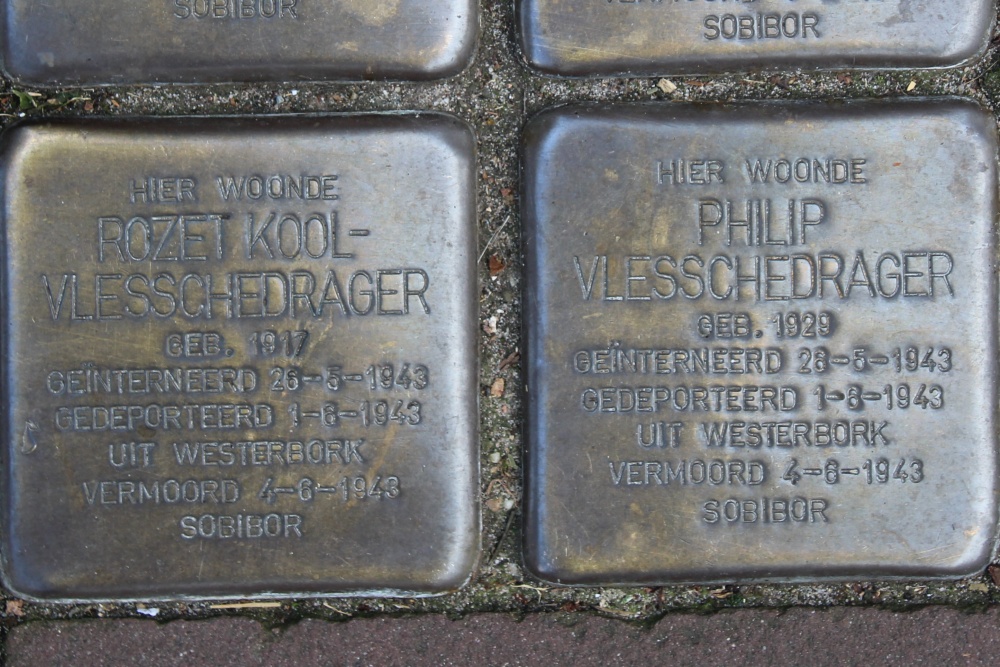 SOBIBOR
SOBIBOR
HIER WOONDE
ROZET KOOL-
VLESSCHEDRAGER
GEB. 1917
GEÏNTERNEERD 26-5-1943
GEDEPORTEERD 1-6-1943
UIT WESTERBORK
VERMOORD 4-6-1943
SOBIBOR
HIER WOONDE
PHILIP
VLESSCHEDRAGER
GEB. 1929
GEÏNTERNEERD 26-5-1943
GEDEPORTEERD 1-6-1943
UIT WESTERBORK
VERMOORD 4-6-1943
SOBIBOR